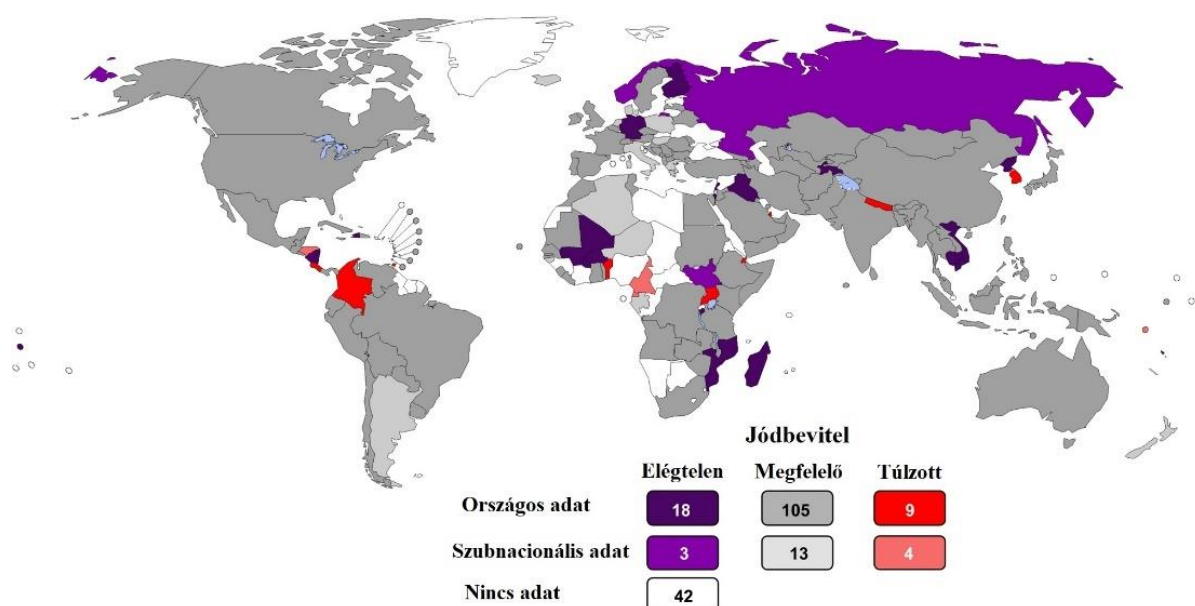 Jódbevitel
Elégtelen Megfelelő Túlzott
Országos adat 18 105 9
Szubnacionális adat 3 13 4
Nincs adat 42